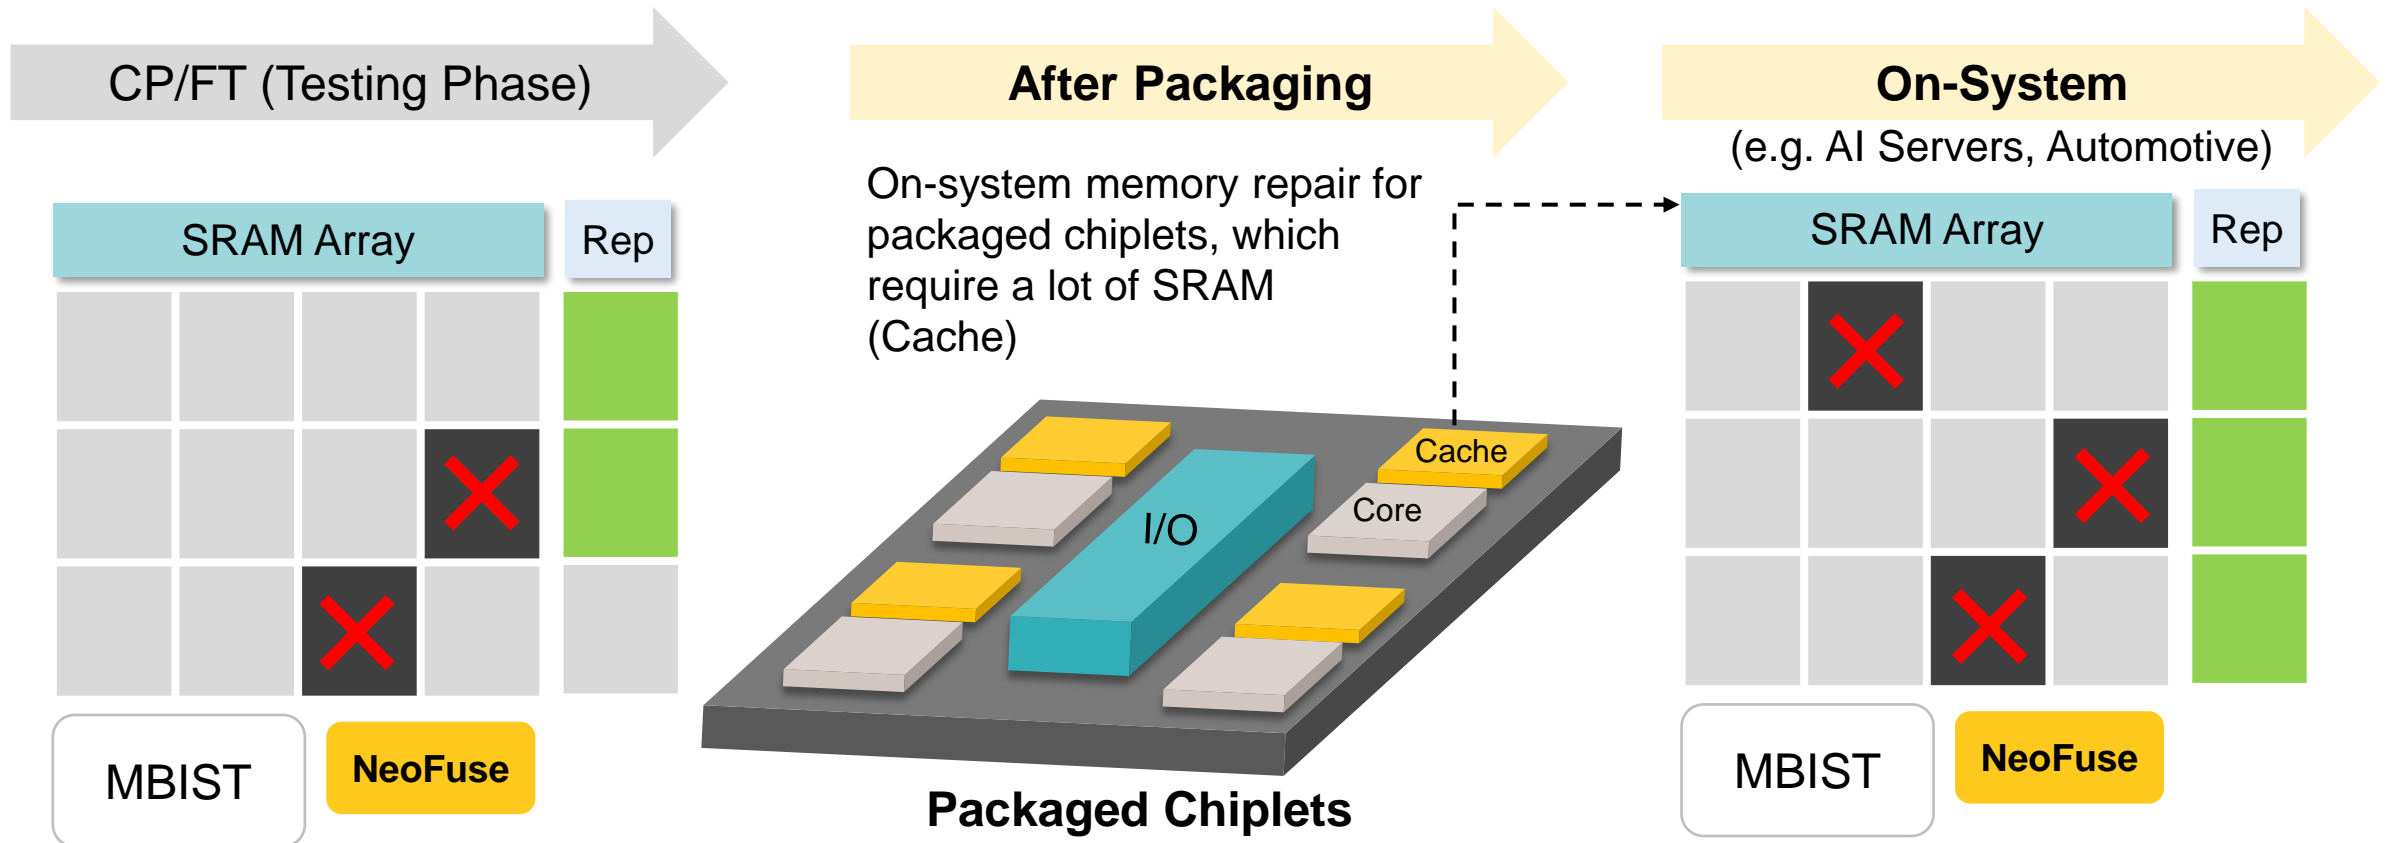 CP/FT (Testing Phase)
After Packaging
On-System
(e.g. AI Servers, Automotive)
SRAM Array
Rep
On-system memory repair for
packaged chiplets, which
require a lot of SRAM
(Cache)
SRAM Array
Rep
Cache
Core
I/O
MBIST
NeoFuse
Packaged Chiplets
MBIST
NeoFuse